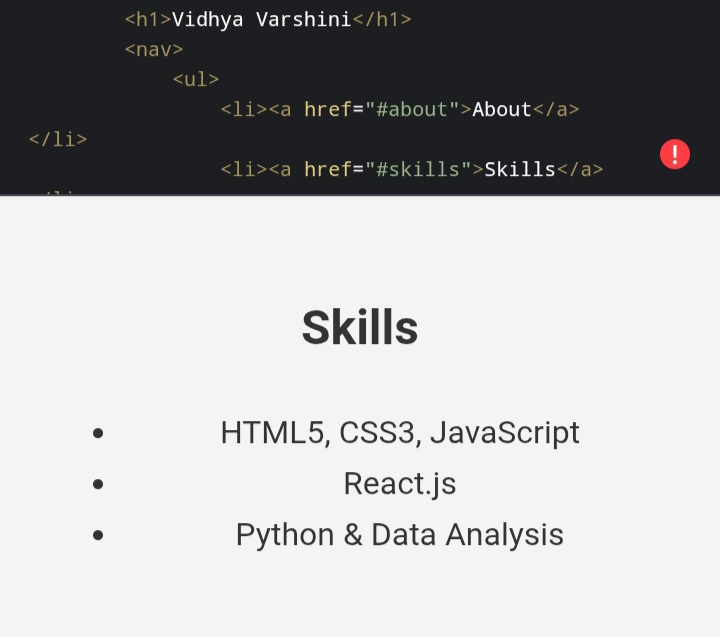 <h1>Vidhya Varshini</h1>
<nav>
<ul>
<li><a href="#about">About</a>
</li>
<li><a href="#skills">Skills</a>
Skills
HTML5, CSS3, JavaScript
React.js
Python & Data Analysis